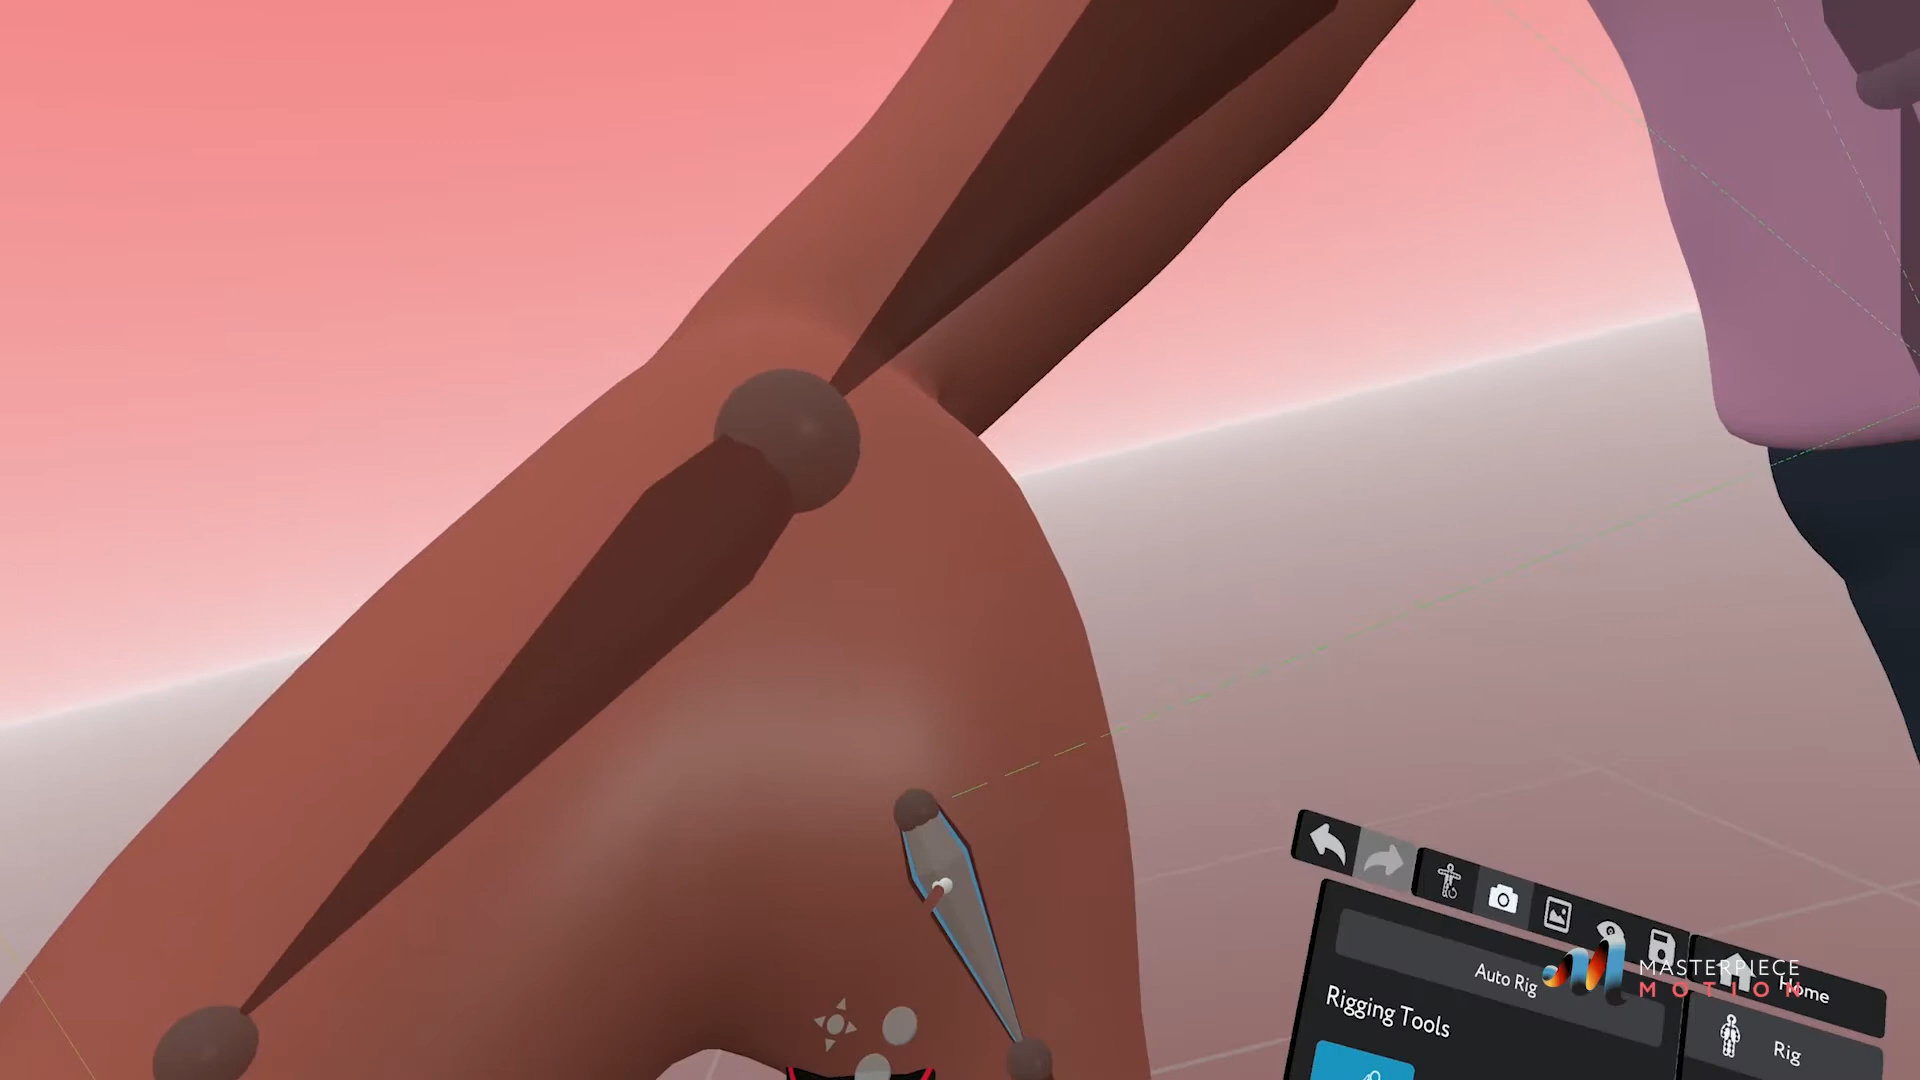 Auto Rig
Rigging Tools
MASTERPIECE
MOTION
Home
Rig